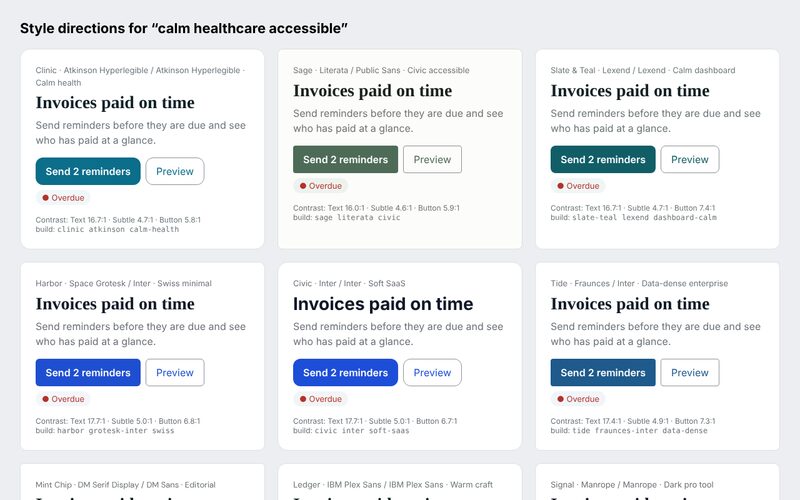 Style directions for “calm healthcare accessible”
Clinic · Atkinson Hyperlegible / Atkinson Hyperlegible ·
Calm health
Invoices paid on time
Send reminders before they are due and see
who has paid at a glance.
Send 2 reminders
Preview
Overdue
Contrast: Text 16.7:1 · Subtle 4.7:1 · Button 5.8:1
build: clinic atkinson calm-health
Sage · Literata / Public Sans · Civic accessible
Invoices paid on time
Send reminders before they are due and see
who has paid at a glance.
Send 2 reminders
Preview
Overdue
Contrast: Text 16.0:1 · Subtle 4.6:1 · Button 5.9:1
build: sage literata civic
Slate & Teal · Lexend / Lexend · Calm dashboard
Invoices paid on time
Send reminders before they are due and see
who has paid at a glance.
Send 2 reminders
Preview
Overdue
Contrast: Text 16.7:1 · Subtle 4.7:1 · Button 7.4:1
build: slate-teal lexend dashboard-calm
Harbor · Space Grotesk / Inter · Swiss minimal
Invoices paid on time
Send reminders before they are due and see
who has paid at a glance.
Send 2 reminders
Preview
Overdue
Contrast: Text 17.7:1 · Subtle 5.0:1 · Button 6.8:1
build: harbor grotesk-inter swiss
Civic · Inter / Inter · Soft SaaS
Invoices paid on time
Send reminders before they are due and see
who has paid at a glance.
Send 2 reminders
Preview
Overdue
Contrast: Text 17.7:1 · Subtle 5.0:1 · Button 6.7:1
build: civic inter soft-saas
Tide · Fraunces / Inter · Data-dense enterprise
Invoices paid on time
Send reminders before they are due and see
who has paid at a glance.
Send 2 reminders
Preview
Overdue
Contrast: Text 17.4:1 · Subtle 4.9:1 · Button 7.3:1
build: tide fraunces-inter data-dense
Mint Chip · DM Serif Display / DM Sans · Editorial
Ledger · IBM Plex Sans / IBM Plex Sans · Warm craft
Signal · Manrope / Manrope · Dark pro tool